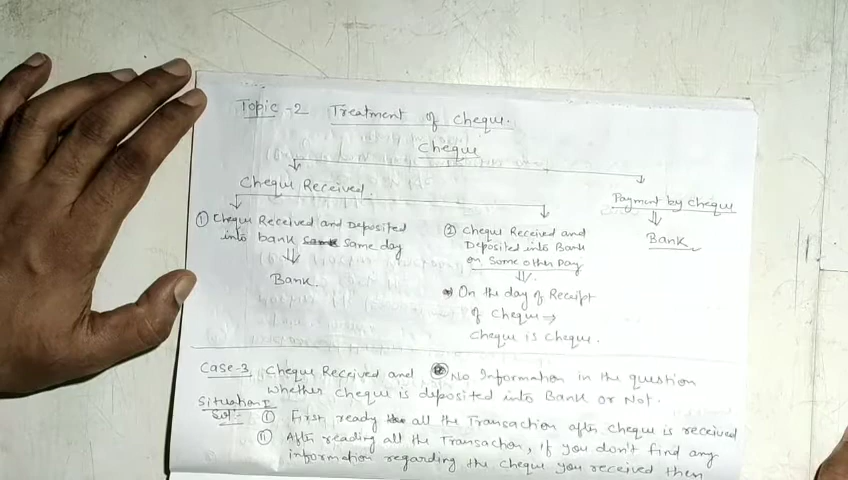 Topic -2 Treatment of cheque.
Cheque
Cheque Received.
Payment by cheque
① Cheque Received and Deposited
into bank same day
Bank.
② Cheque Received and
Deposited into Bank
on Some other Day
On the day of Receipt
of cheque ⇒
Cheque is cheque.
Bank
Case-3 Cheque Received and No Information in the question
whether cheque is deposited into Bank or Not.
Situation I
Sol:- ① First, ready all the Transaction after cheque is received
② After reading all the Transaction, if you don't find any
information regarding the cheque you received then